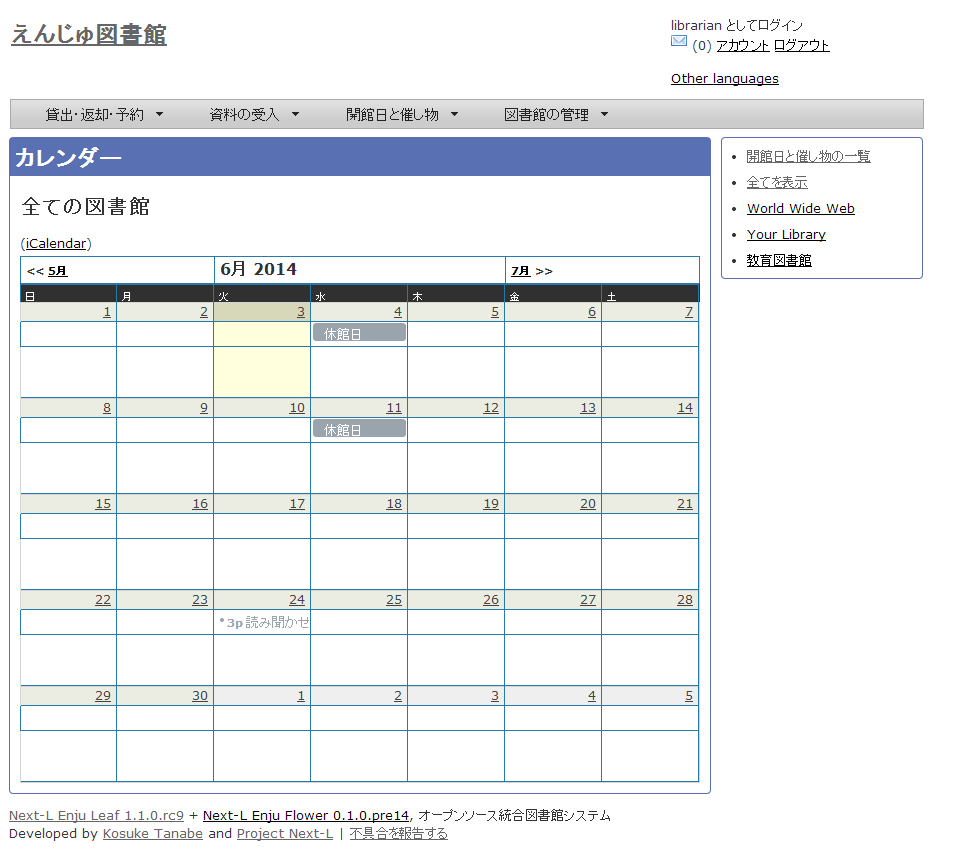 えんじゅ図書館
librarian としてログイン
(0) アカウント ログアウト
Other languages
貸出・返却・予約 ▼ 資料の受入 ▼ 開館日と催し物 ▼ 図書館の管理 ▼
カレンダー
全ての図書館
(iCalendar)
<< 5月 6月 2014 7月 >>
日 月 火 水 木 金 土
1 2 3 4 5 6 7
休館日
8 9 10 11 12 13 14
休館日
15 16 17 18 19 20 21
22 23 24 25 26 27 28
•3p 読み聞かせ
29 30 1 2 3 4 5
• 開館日と催し物の一覧
• 全てを表示
• World Wide Web
• Your Library
• 教育図書館
Next-L Enju Leaf 1.1.0.rc9 + Next-L Enju Flower 0.1.0.pre14, オープンソース統合図書館システム
Developed by Kosuke Tanabe and Project Next-L | 不具合を報告する